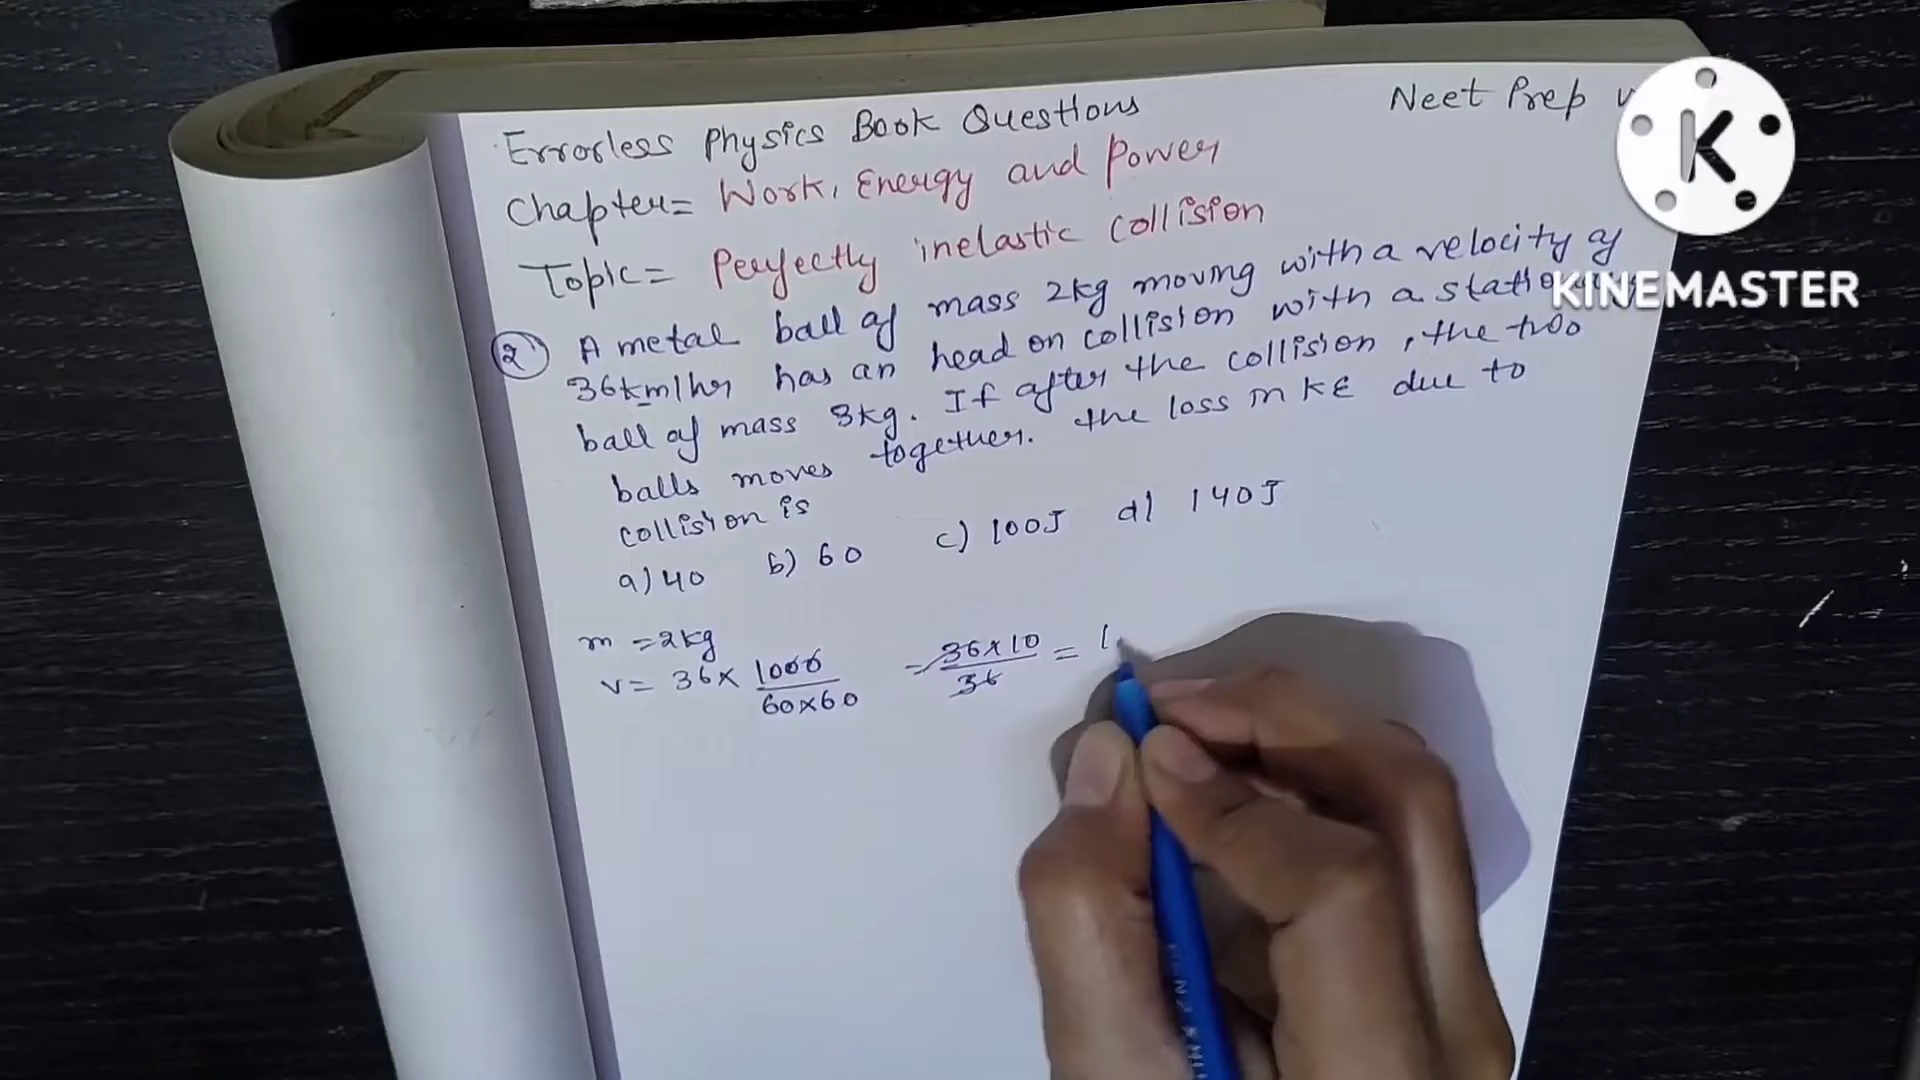 Errorless Physics Book Questions
Neet Prep
Chapter= Work, Energy and Power
Topic= Perfectly inelastic collision
2) A metal ball of mass 2kg moving with a velocity of
36km/hr has an head on collision with a
ball of mass 3kg. If after the collision, the two
balls moves together. the loss in KE due to
collision is
a) 40 b) 60 c) 100J d) 140J
m = 2kg
v = 36 × 1000 / 60×60 = 36×10 / 36 = 1
K
KINEMASTER